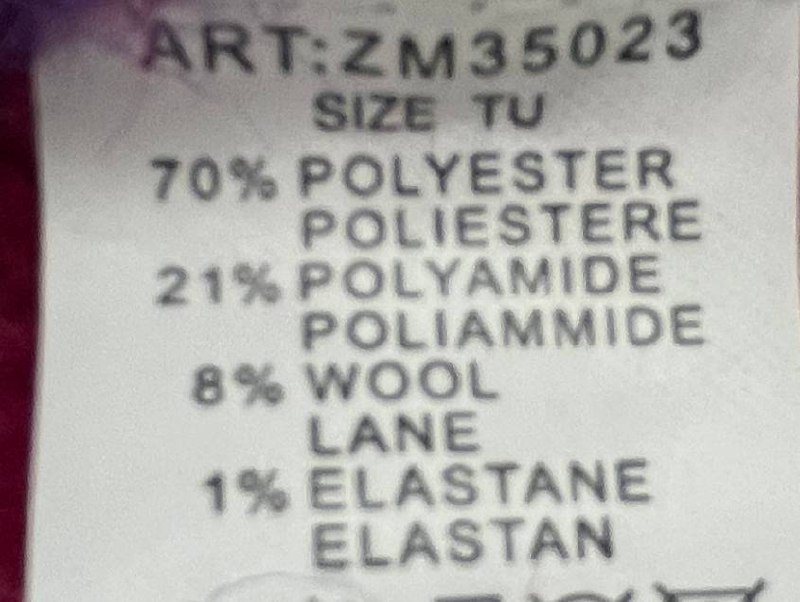 ART:ZM35023
SIZE TU
70% POLYESTER
POLIESTERE
21% POLYAMIDE
POLIAMMIDE
8% WOOL
LANE
1% ELASTANE
ELASTAN